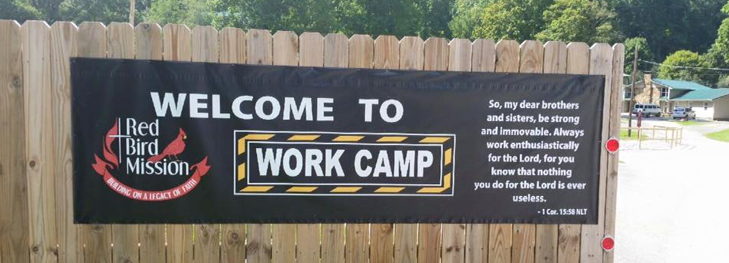 WELCOME TO
Red
Bird
Mission
BUILDING ON A LEGACY OF FAITH
WORK CAMP
So, my dear brothers
and sisters, be strong
and immovable. Always
work enthusiastically
for the Lord, for you
know that nothing
you do for the Lord is ever
useless.
- 1 Cor. 15:58 NLT